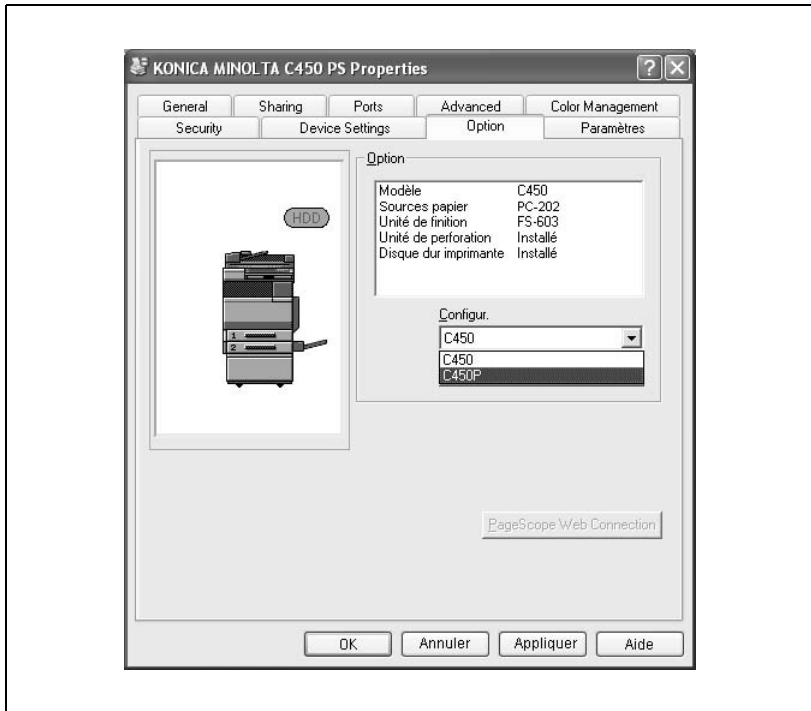 KONICA MINOLTA C450 PS Properties
General Sharing Ports Advanced Color Management
Security Device Settings Option Paramètres
Option
HDD
Modèle C450
Sources papier PC-202
Unité de finition FS-603
Unité de perforation Installé
Disque dur imprimante Installé
1
2
Configur.
C450
C450
C450P
PageScope Web Connection
OK Annuler Appliquer Aide